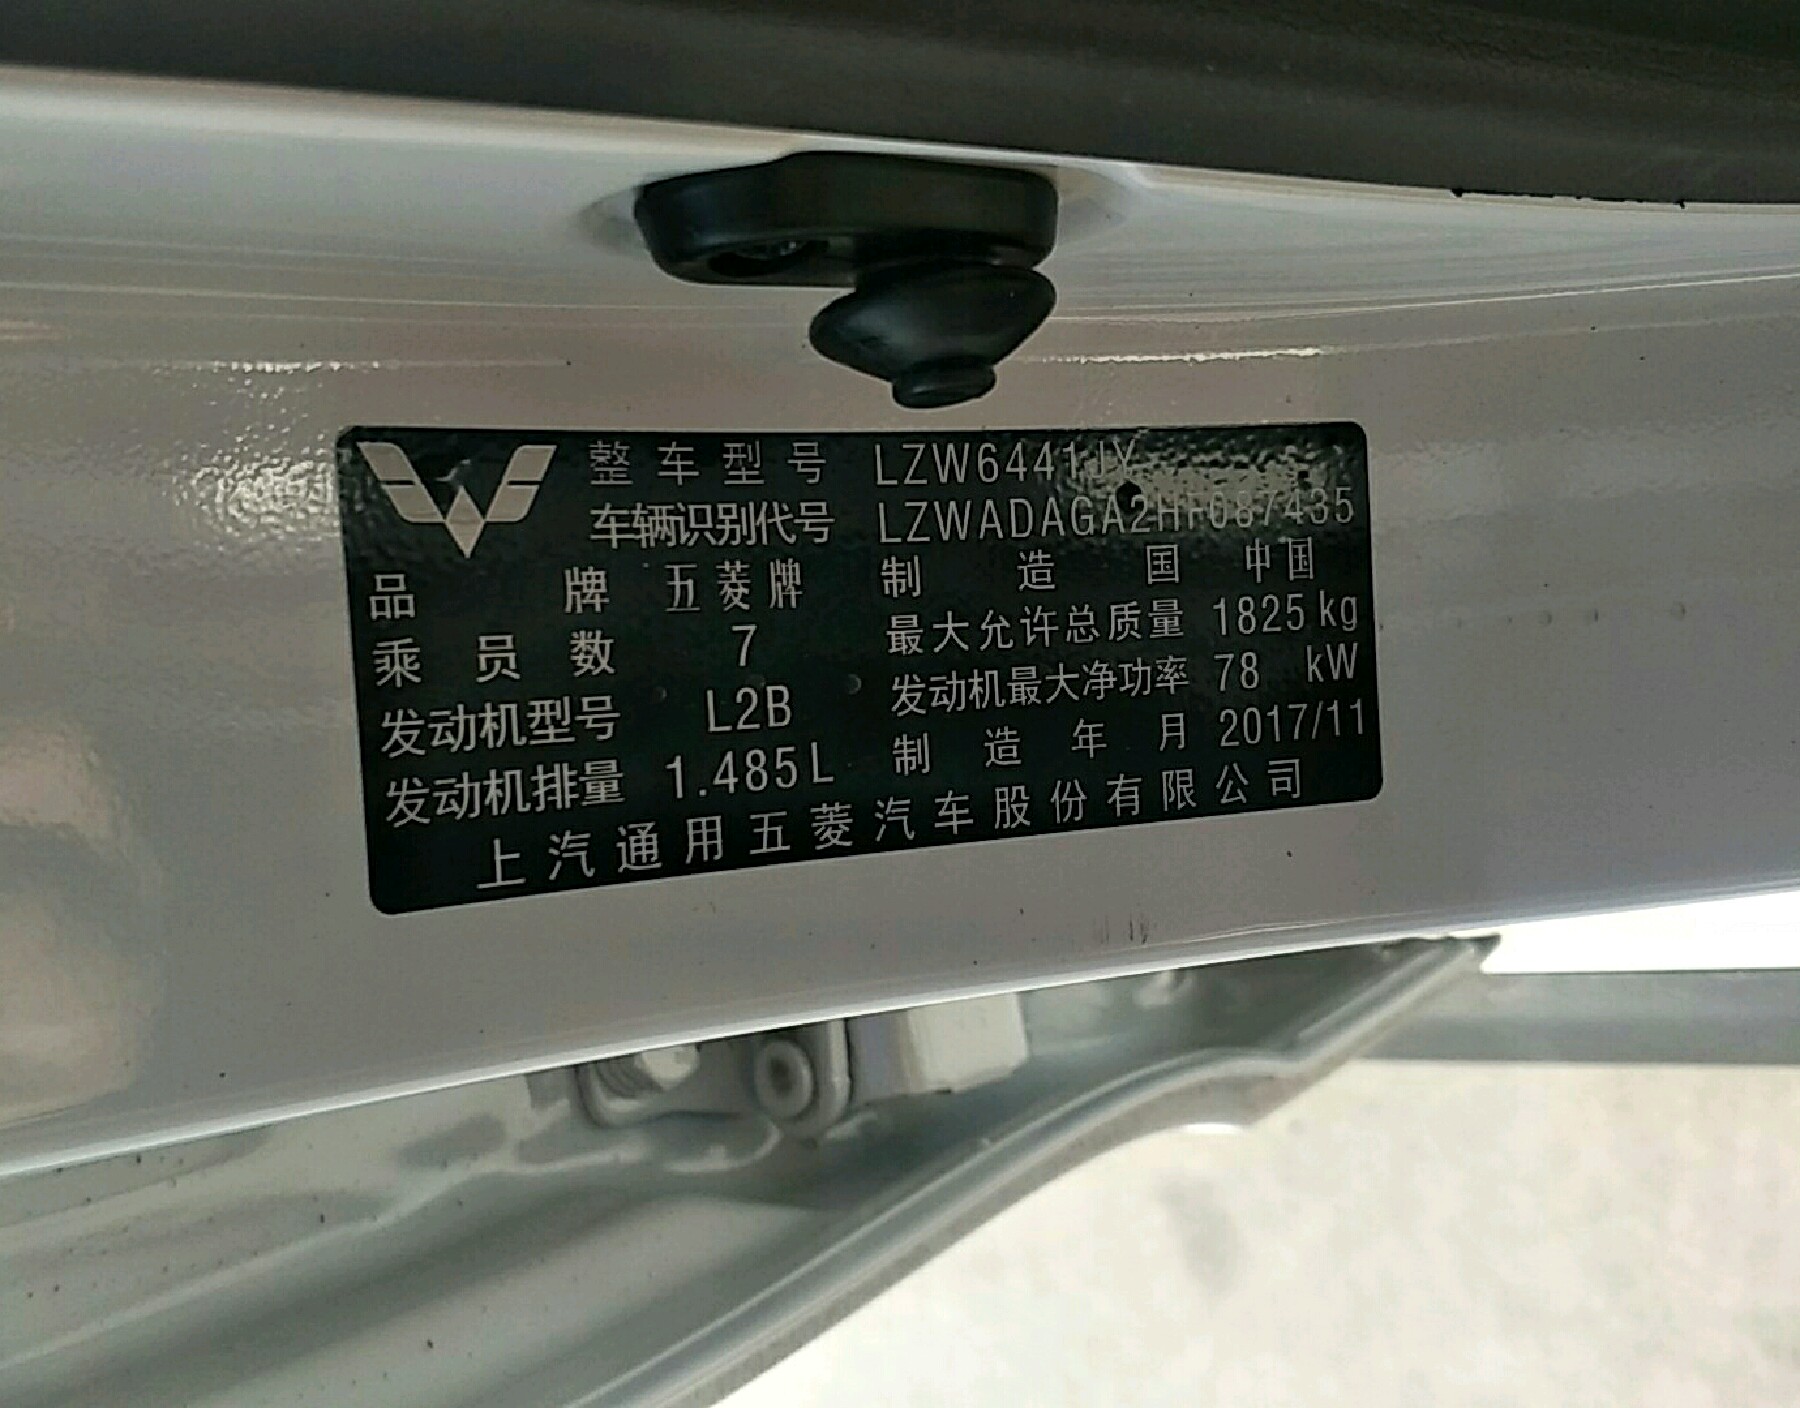 整车型号 LZW6441JY
车辆识别代号 LZWADAGA2HF087435
品牌 五菱牌 制造国 中国
乘员数 7 最大允许总质量 1825kg
发动机型号 L2B 发动机最大净功率 78 kW
发动机排量 1.485L 制造年月 2017/11
上汽通用五菱汽车股份有限公司